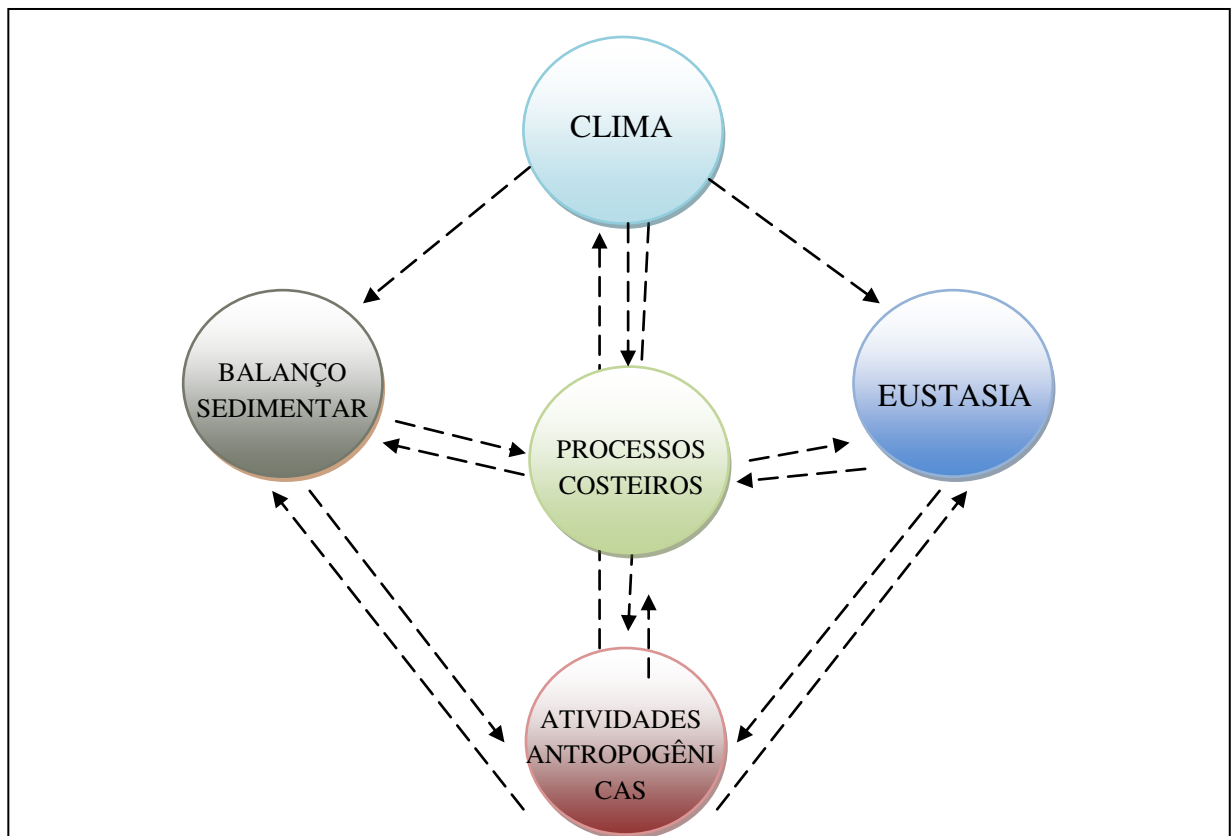 CLIMA
BALANÇO
SEDIMENTAR
EUSTASIA
PROCESSOS
COSTEIROS
ATIVIDADES
ANTROPOGÊNI
CAS